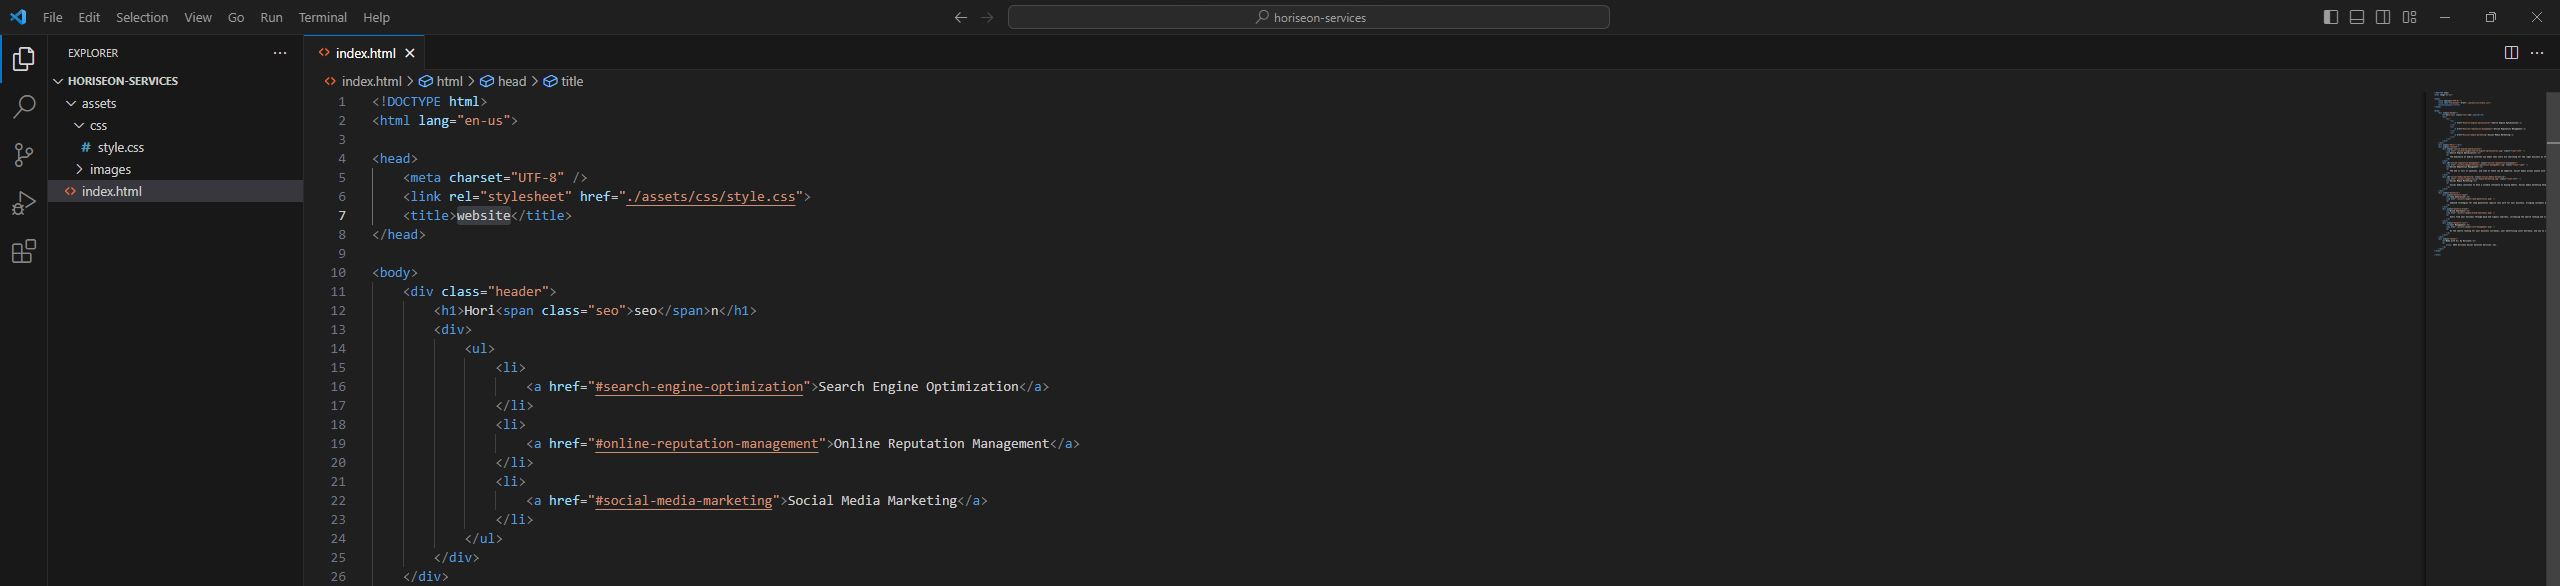 File Edit Selection View Go Run Terminal Help
horiseon-services
EXPLORER
HORISEON-SERVICES
assets
css
# style.css
images
<> index.html
<> index.html
<> index.html > html > head > title
1 <!DOCTYPE html>
2 <html lang="en-us">
3
4 <head>
5 <meta charset="UTF-8" />
6 <link rel="stylesheet" href="./assets/css/style.css">
7 <title>website</title>
8 </head>
9
10 <body>
11 <div class="header">
12 <h1>Hori<span class="seo">seo</span>n</h1>
13 <div>
14 <ul>
15 <li>
16 <a href="#search-engine-optimization">Search Engine Optimization</a>
17 </li>
18 <li>
19 <a href="#online-reputation-management">Online Reputation Management</a>
20 </li>
21 <li>
22 <a href="#social-media-marketing">Social Media Marketing</a>
23 </li>
24 </ul>
25 </div>
26 </div>